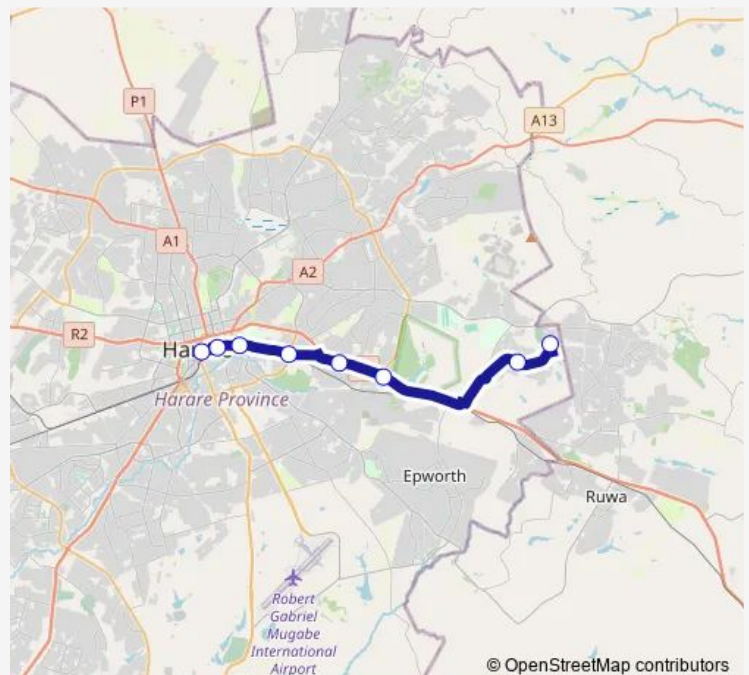 P1
A13
A1
A2
R2
Harare Province
Epworth
Ruwa
Robert
Gabriel
Mugabe
International
Airport
© OpenStreetMap contributors